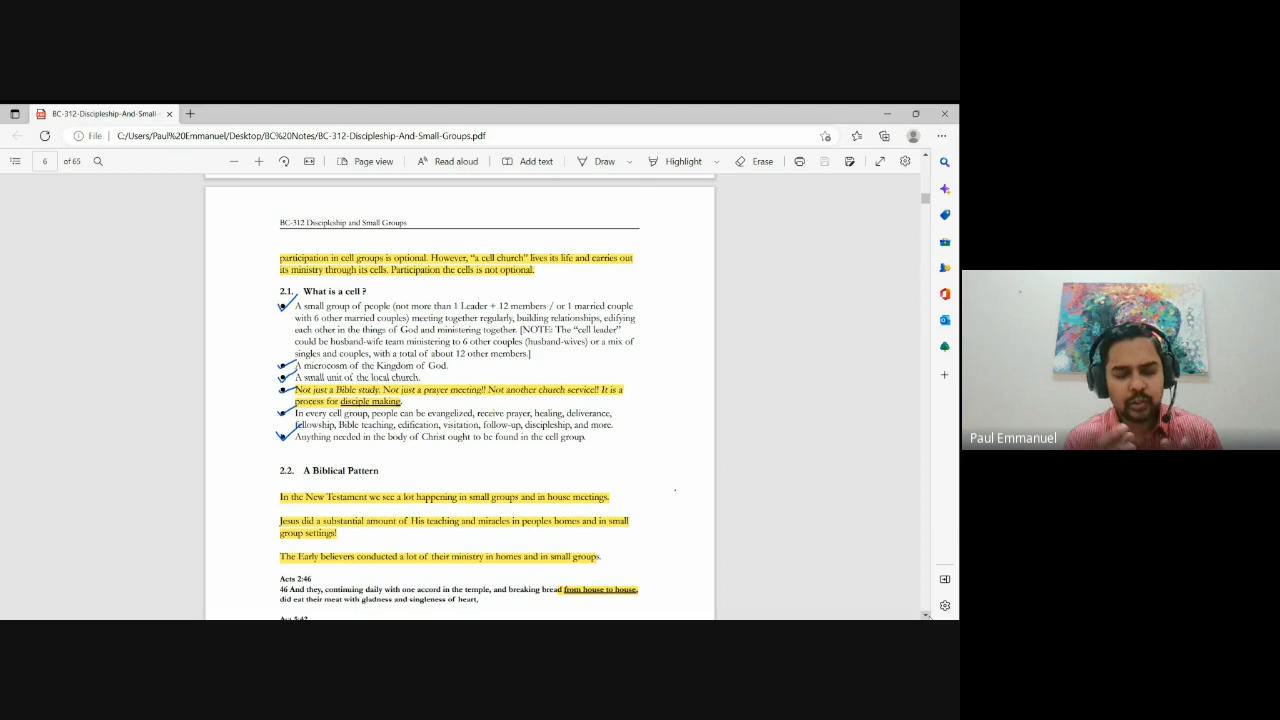 BC-312-Discipleship-And-Small-
File
C:/Users/Paul%20Emmanuel/Desktop/BC%20Notes/BC-312-Discipleship-And-Small-Groups.pdf
6 of 65
Page view
Read aloud
Add text
Draw
Highlight
Erase
BC-312 Discipleship and Small Groups
participation in cell groups is optional. However, "a cell church" lives its life and carries out
its ministry through its cells. Participation the cells is not optional.
2.1. What is a cell ?
A small group of people (not more than 1 Leader + 12 members / or 1 married couple
with 6 other married couples) meeting together regularly, building relationships, edifying
each other in the things of God and ministering together. [NOTE: The "cell leader"
could be husband-wife team ministering to 6 other couples (husband-wives) or a mix of
singles and couples, with a total of about 12 other members.]
A microcosm of the Kingdom of God.
A small unit of the local church.
Not just a Bible study. Not just a prayer meeting!! Not another church service!! It is a
process for disciple making.
In every cell group, people can be evangelized, receive prayer, healing, deliverance,
fellowship, Bible teaching, edification, visitation, follow-up, discipleship, and more.
Anything needed in the body of Christ ought to be found in the cell group.
2.2. A Biblical Pattern
In the New Testament we see a lot happening in small groups and in house meetings.
Jesus did a substantial amount of His teaching and miracles in peoples homes and in small
group settings!
The Early believers conducted a lot of their ministry in homes and in small groups.
Acts 2:46
46 And they, continuing daily with one accord in the temple, and breaking bread from house to house,
did eat their meat with gladness and singleness of heart,
Paul Emmanuel